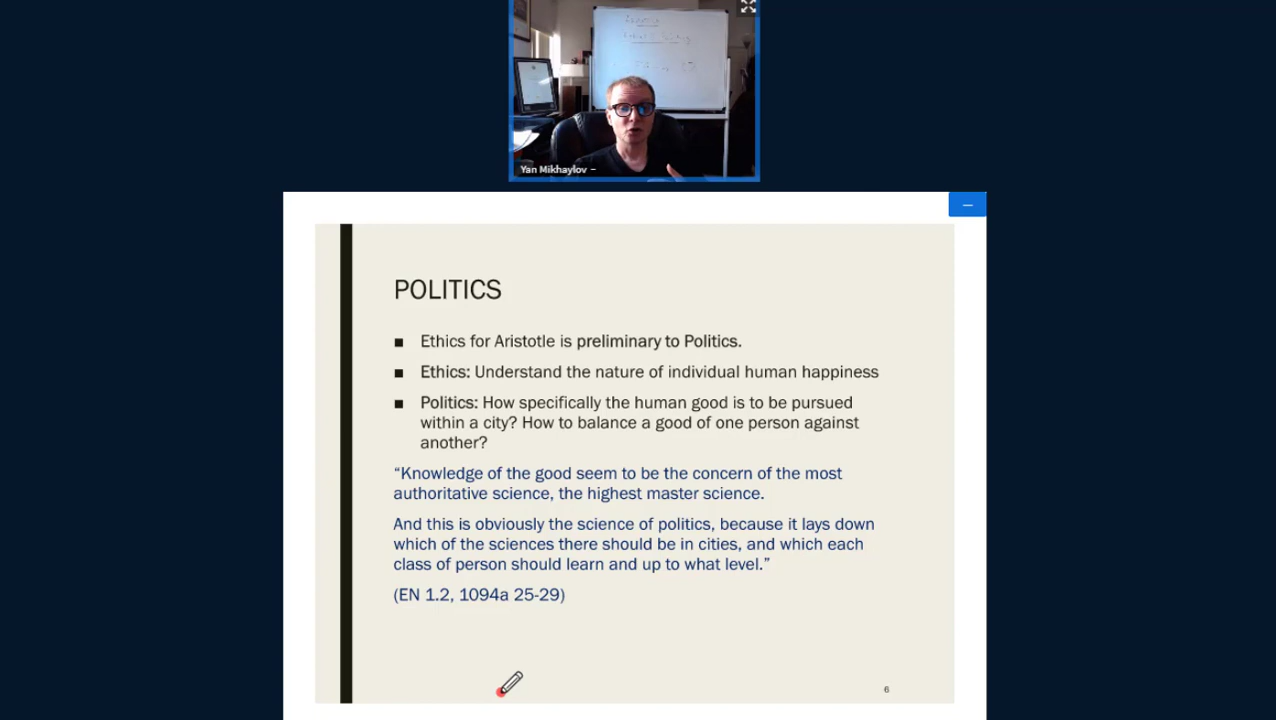 Yan Mikhaylov
POLITICS
■ Ethics for Aristotle is preliminary to Politics.
■ Ethics: Understand the nature of individual human happiness
■ Politics: How specifically the human good is to be pursued
within a city? How to balance a good of one person against
another?
“Knowledge of the good seem to be the concern of the most
authoritative science, the highest master science.
And this is obviously the science of politics, because it lays down
which of the sciences there should be in cities, and which each
class of person should learn and up to what level.”
(EN 1.2, 1094a 25-29)
6